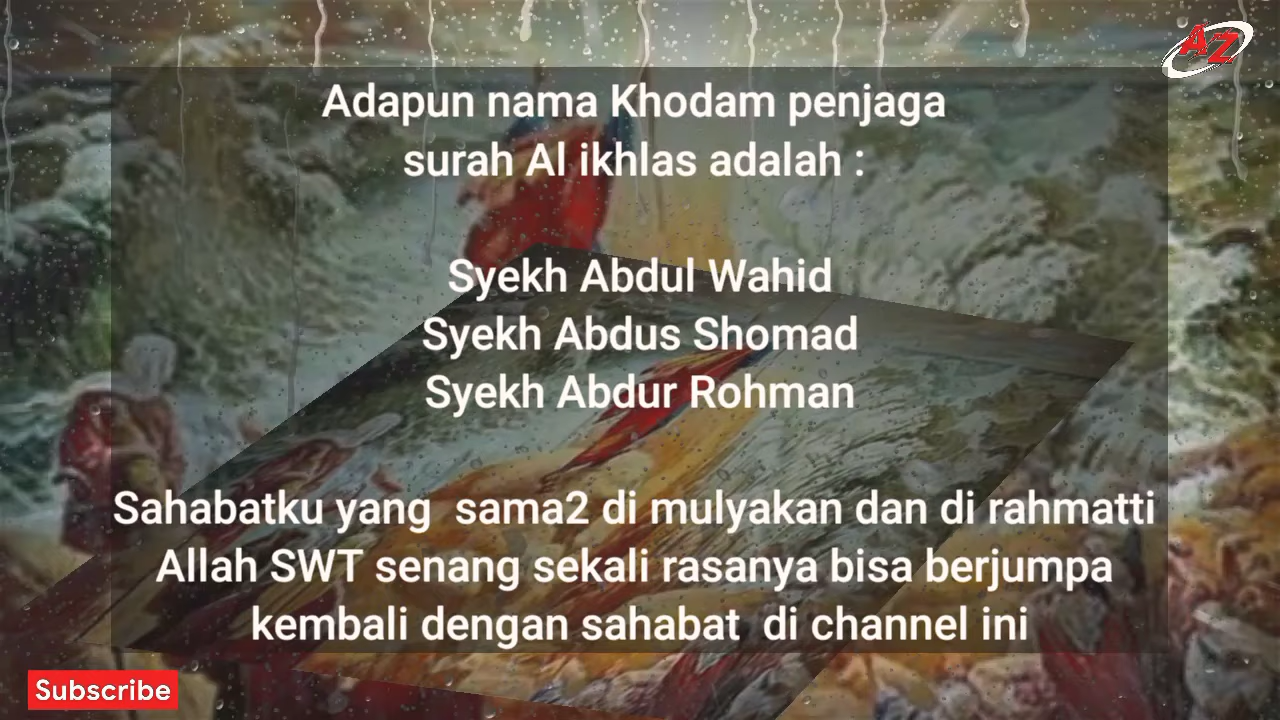 AZ
Adapun nama Khodam penjaga
surah Al ikhlas adalah :
Syekh Abdul Wahid
Syekh Abdus Shomad
Syekh Abdur Rohman
Sahabatku yang  sama2 di mulyakan dan di rahmatti
Allah SWT senang sekali rasanya bisa berjumpa
kembali dengan sahabat  di channel ini
Subscribe